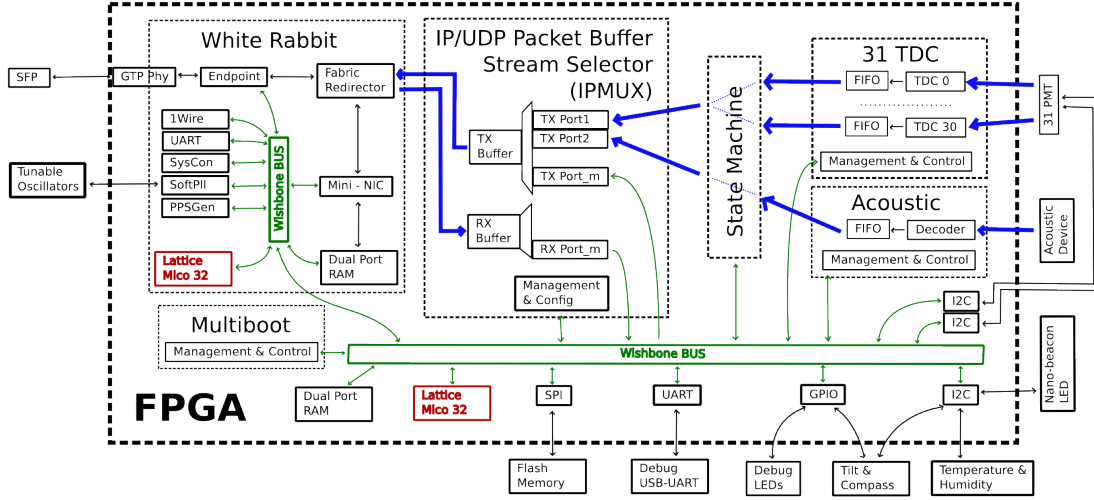 White Rabbit
IP/UDP Packet Buffer
Stream Selector
(IPMUX)
31 TDC
SFP
GTP Phy
Endpoint
Fabric
Redirector
TX Port1
TX Port2
TX
Buffer
TX Port_m
State Machine
FIFO
TDC 0
FIFO
TDC 30
Management & Control
31 PMT
1Wire
UART
SysCon
SoftPll
PPSGen
Wishbone BUS
Mini - NIC
Tunable
Oscillators
Lattice
Mico 32
Dual Port
RAM
RX
Buffer
RX Port_m
Management
& Config
Acoustic
FIFO
Decoder
Management & Control
Acoustic
Device
I2C
I2C
Multiboot
Management & Control
Wishbone BUS
FPGA
Dual Port
RAM
Lattice
Mico 32
SPI
UART
GPIO
I2C
Nano-beacon
LED
Flash
Memory
Debug
USB-UART
Debug
LEDs
Tilt &
Compass
Temperature &
Humidity